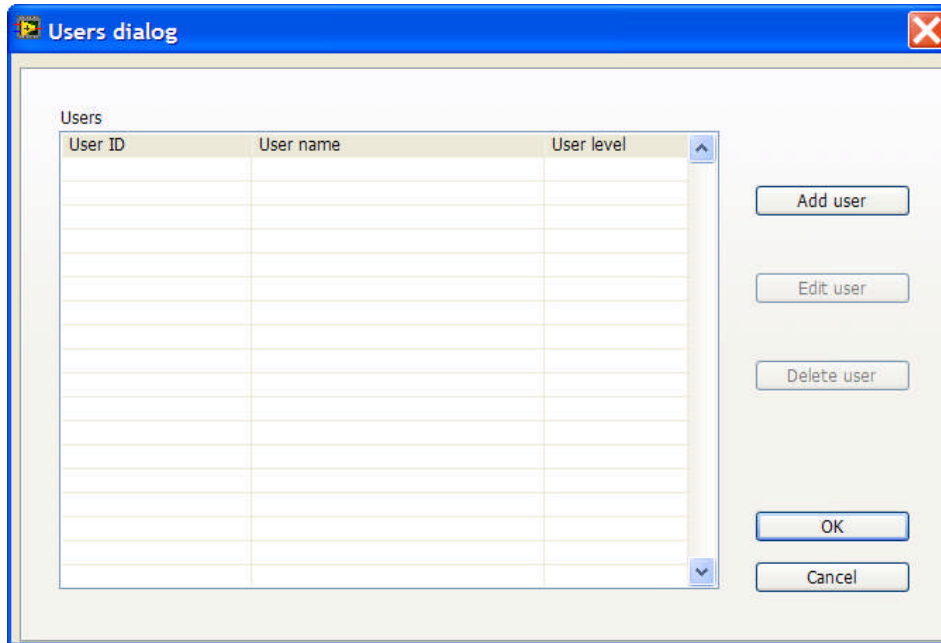 Users dialog
Users
User ID User name User level
Add user
Edit user
Delete user
OK
Cancel